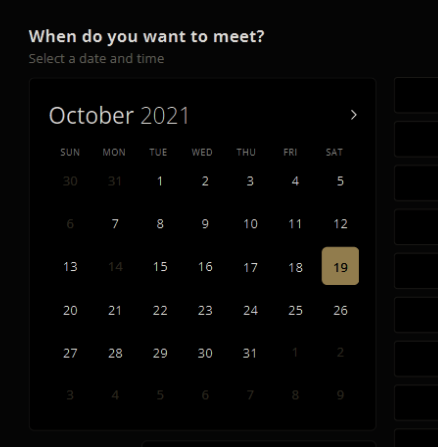 When do you want to meet?
Select a date and time
October 2021 >
SUN MON TUE WED THU FRI SAT
30 31 1 2 3 4 5
6 7 8 9 10 11 12
13 14 15 16 17 18 19
20 21 22 23 24 25 26
27 28 29 30 31 1 2
3 4 5 6 7 8 9